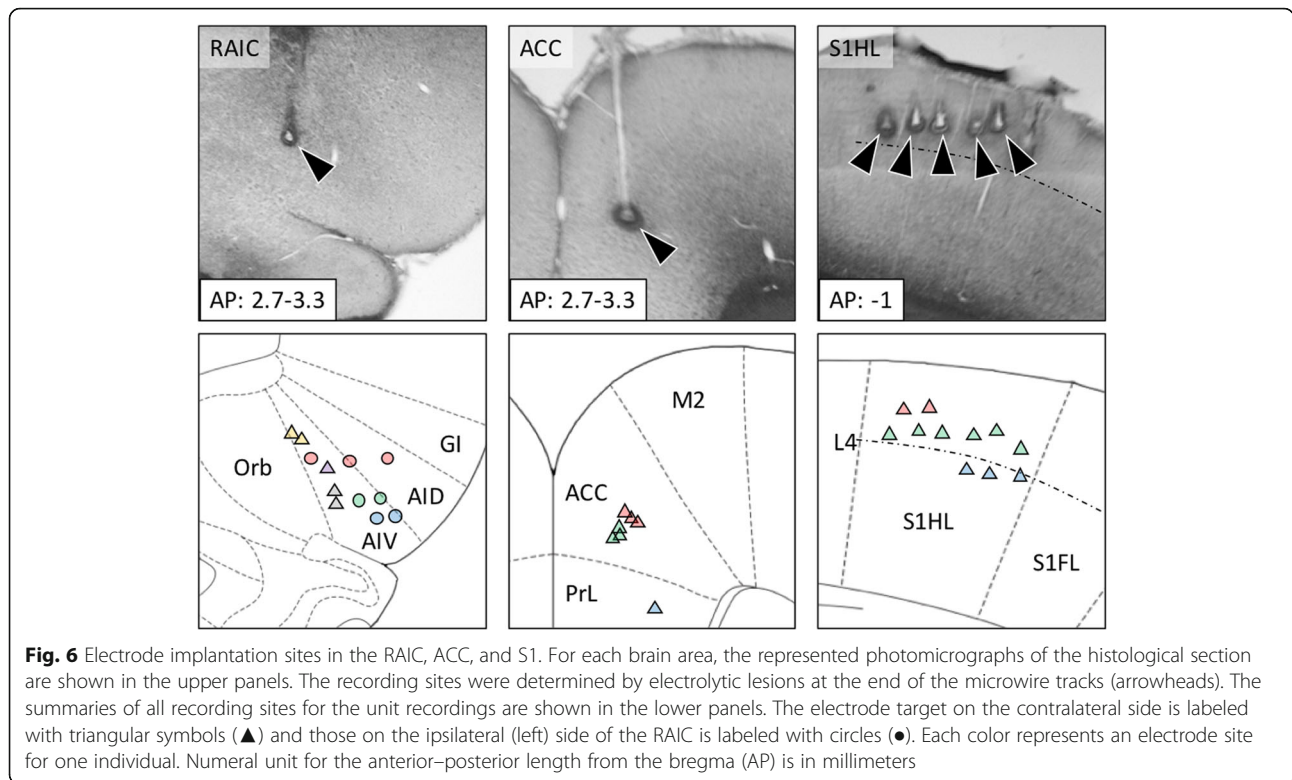 RAIC
ACC
S1HL
AP: 2.7-3.3
AP: 2.7-3.3
AP: -1
M2
GI
Orb
L4
ACC
AID
S1HL
AIV
S1FL
PrL
Fig. 6 Electrode implantation sites in the RAIC, ACC, and S1. For each brain area, the represented photomicrographs of the histological section
are shown in the upper panels. The recording sites were determined by electrolytic lesions at the end of the microwire tracks (arrowheads). The
summaries of all recording sites for the unit recordings are shown in the lower panels. The electrode target on the contralateral side is labeled
with triangular symbols (▲) and those on the ipsilateral (left) side of the RAIC is labeled with circles (●). Each color represents an electrode site
for one individual. Numeral unit for the anterior–posterior length from the bregma (AP) is in millimeters